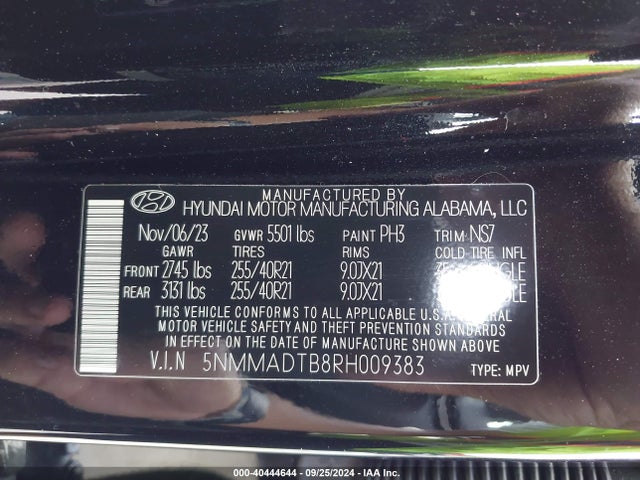 MANUFACTURED BY
HYUNDAI MOTOR MANUFACTURING ALABAMA, LLC
Nov/06/23 GVWR 5501 lbs PAINT PH3 TRIM NS7
GAWR TIRES RIMS COLD TIRE INFL
FRONT 2745 lbs 255/40R21 9.0JX21
REAR 3131 lbs 255/40R21 9.0JX21
THIS VEHICLE CONFORMS TO ALL APPLICABLE U.S.
MOTOR VEHICLE SAFETY AND THEFT PREVENTION STANDARDS
IN EFFECT ON THE DATE OF MANUFACTURE SHOWN ABOVE.
V.I.N 5NMMADTB8RH009383 TYPE: MPV
000-40444644 - 09/25/2024 - IAA Inc.